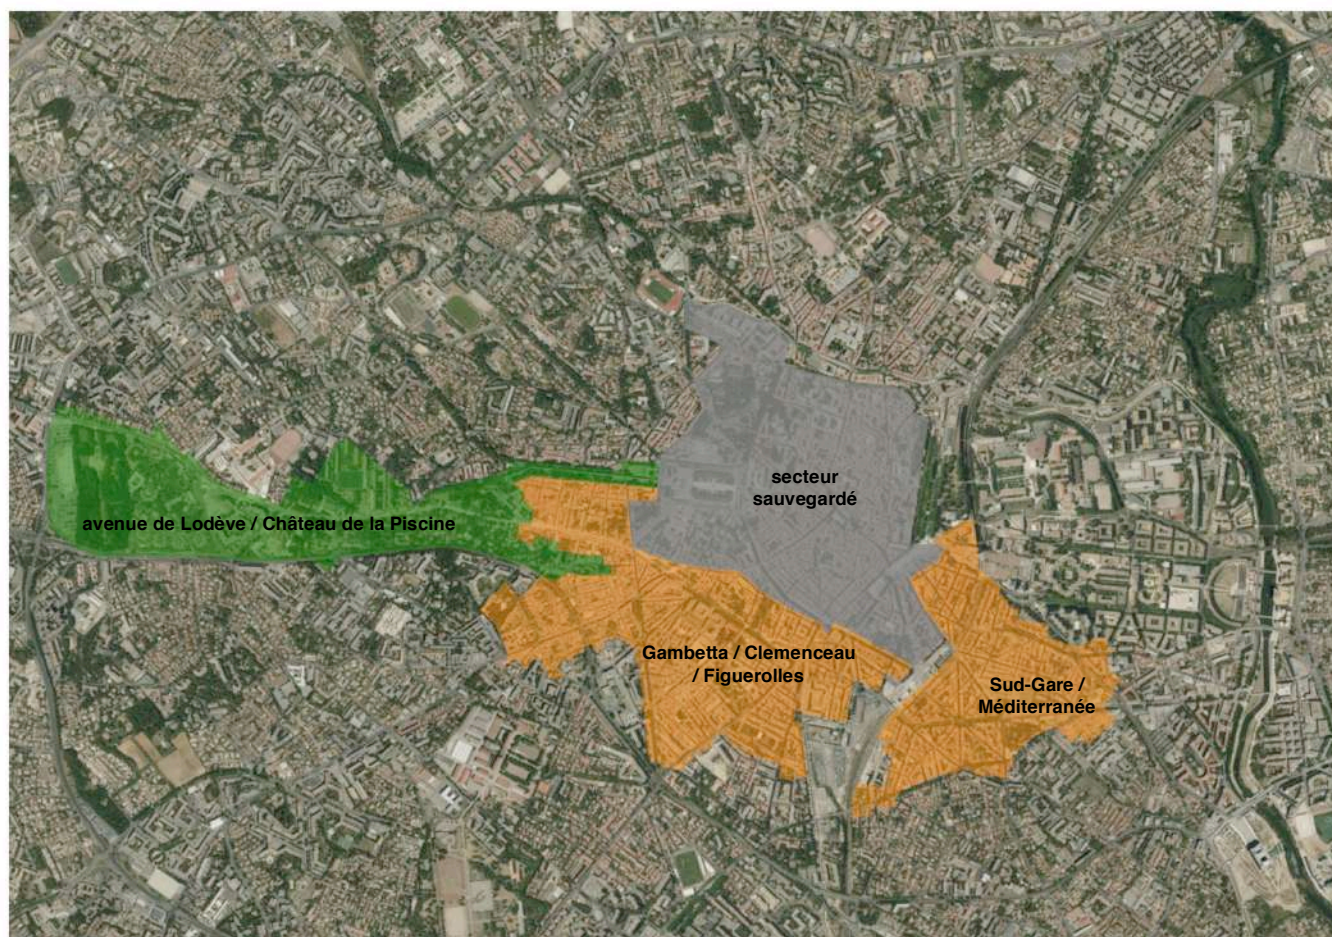 secteur
sauvegardé
avenue de Lodève / Château de la Piscine
Gambetta / Clemenceau
/ Figuerolles
Sud-Gare /
Méditerranée